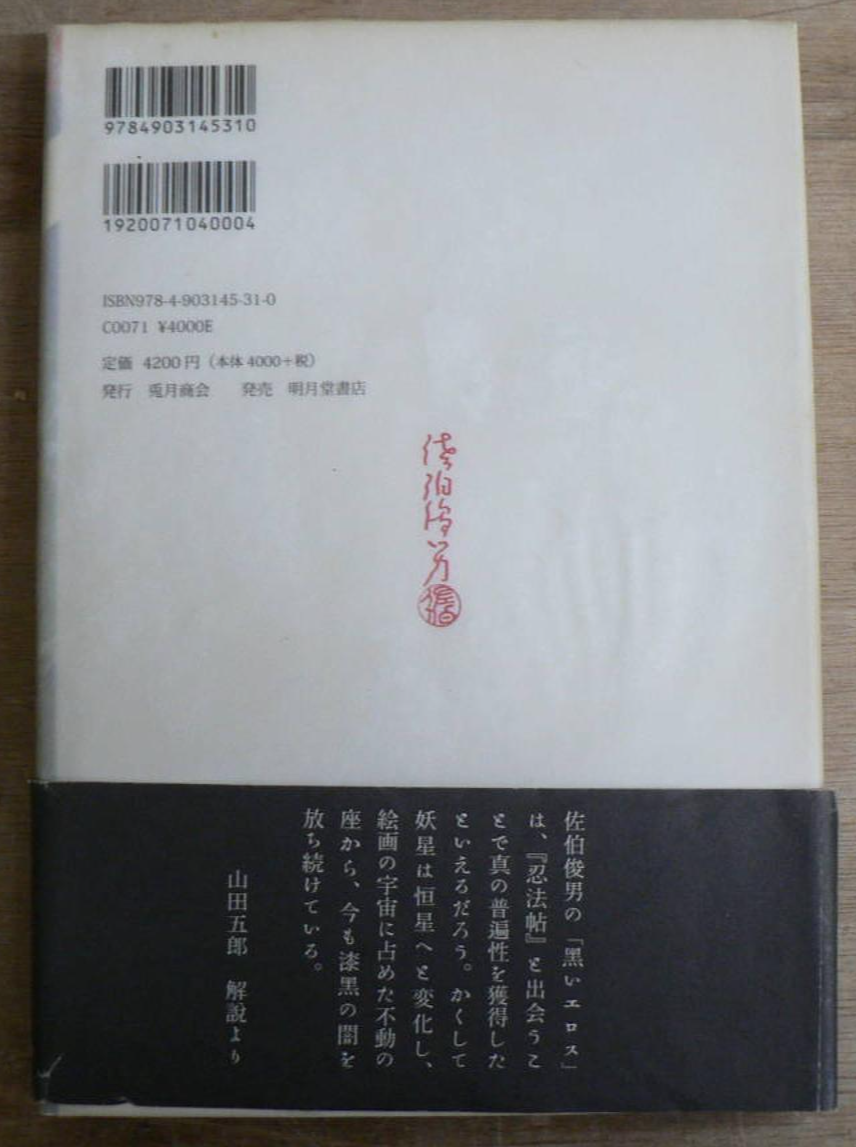 9784903145310
1920071040004
ISBN978-4-903145-31-0
C0071 ¥4000E
定価 4200円（本体4000+税）
発行　兎月商会　　発売　明月堂書店
佐伯俊男
佐伯俊男の「黒いエロス」
は、『忍法帖』と出会うこ
とで真の普遍性を獲得した
といえるだろう。かくして
妖星は恒星へと変化し、
絵画の宇宙に占めた不動の
座から、今も漆黒の闇を
放ち続けている。
山田五郎　解説より